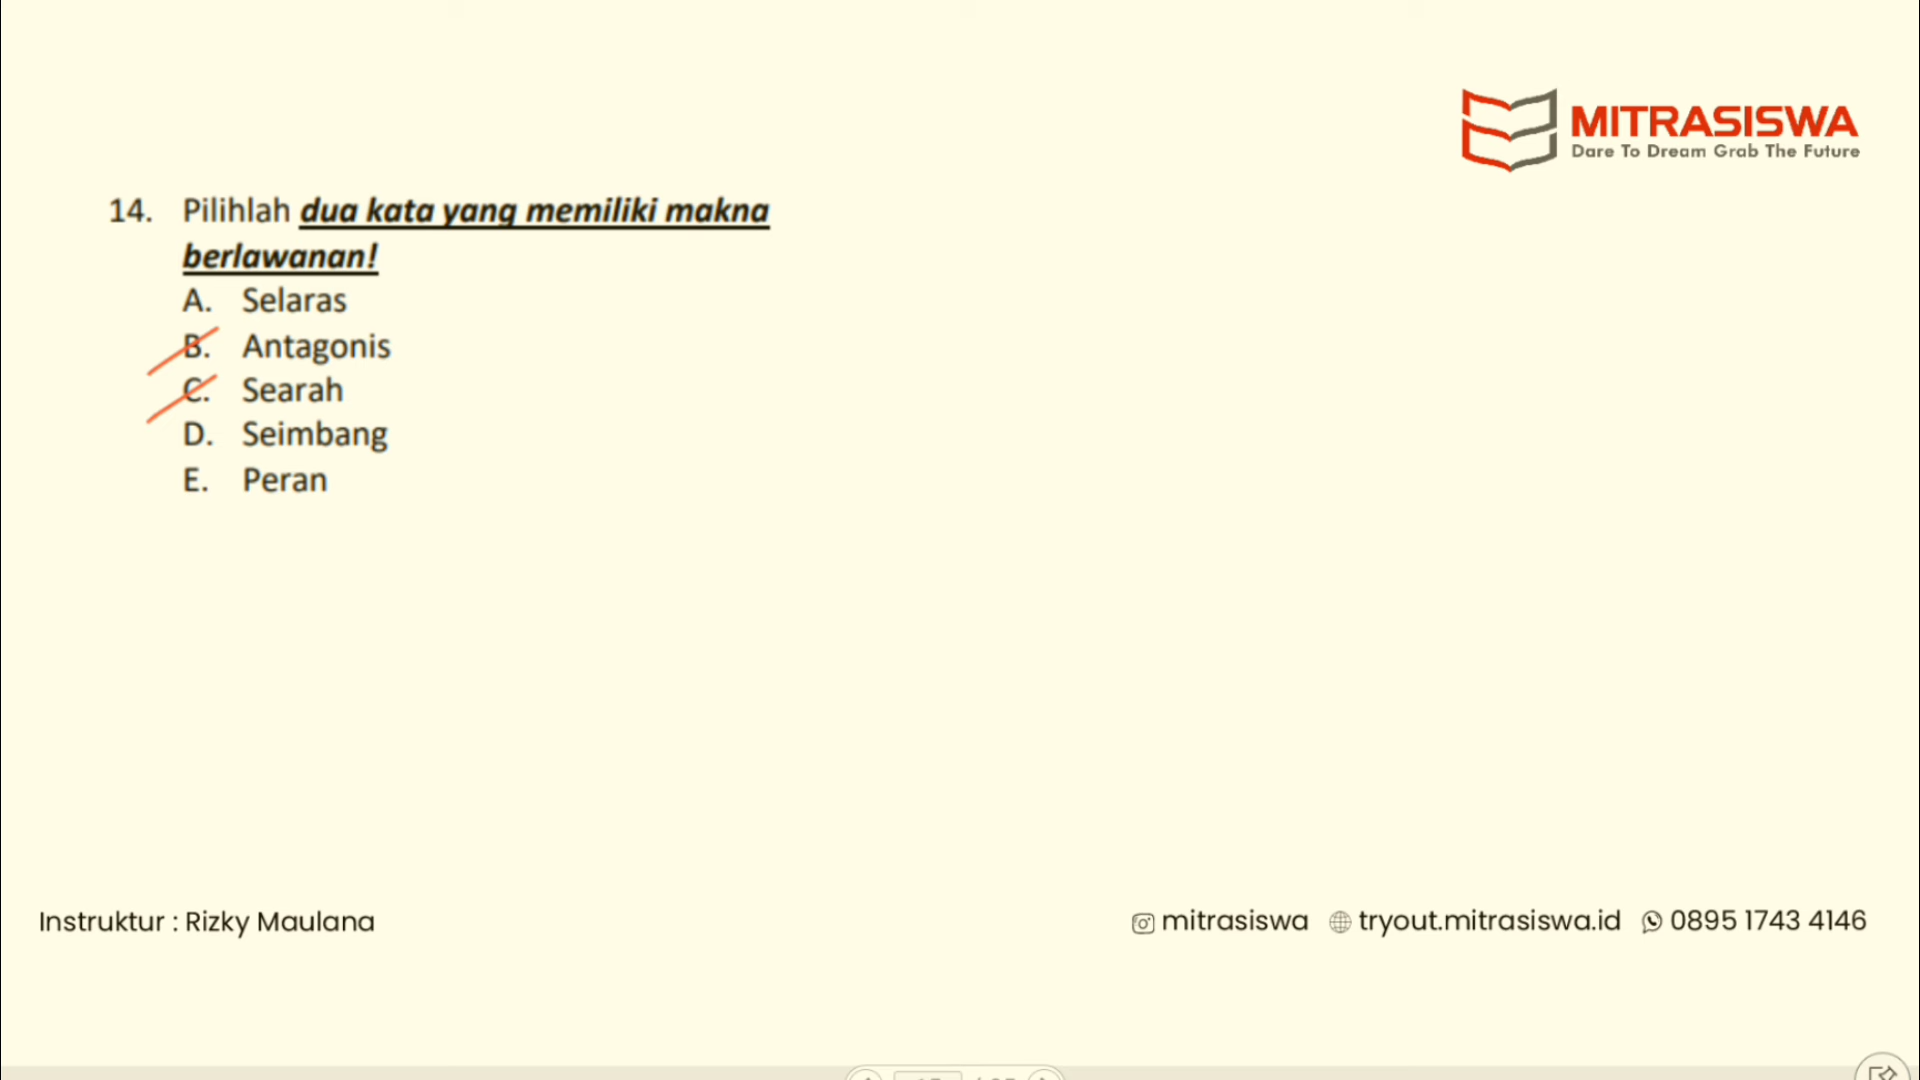 MITRASISWA
Dare To Dream Grab The Future
14. Pilihlah dua kata yang memiliki makna
berlawanan!
A. Selaras
B. Antagonis
C. Searah
D. Seimbang
E. Peran
Instruktur : Rizky Maulana
mitrasiswa tryout.mitrasiswa.id 0895 1743 4146